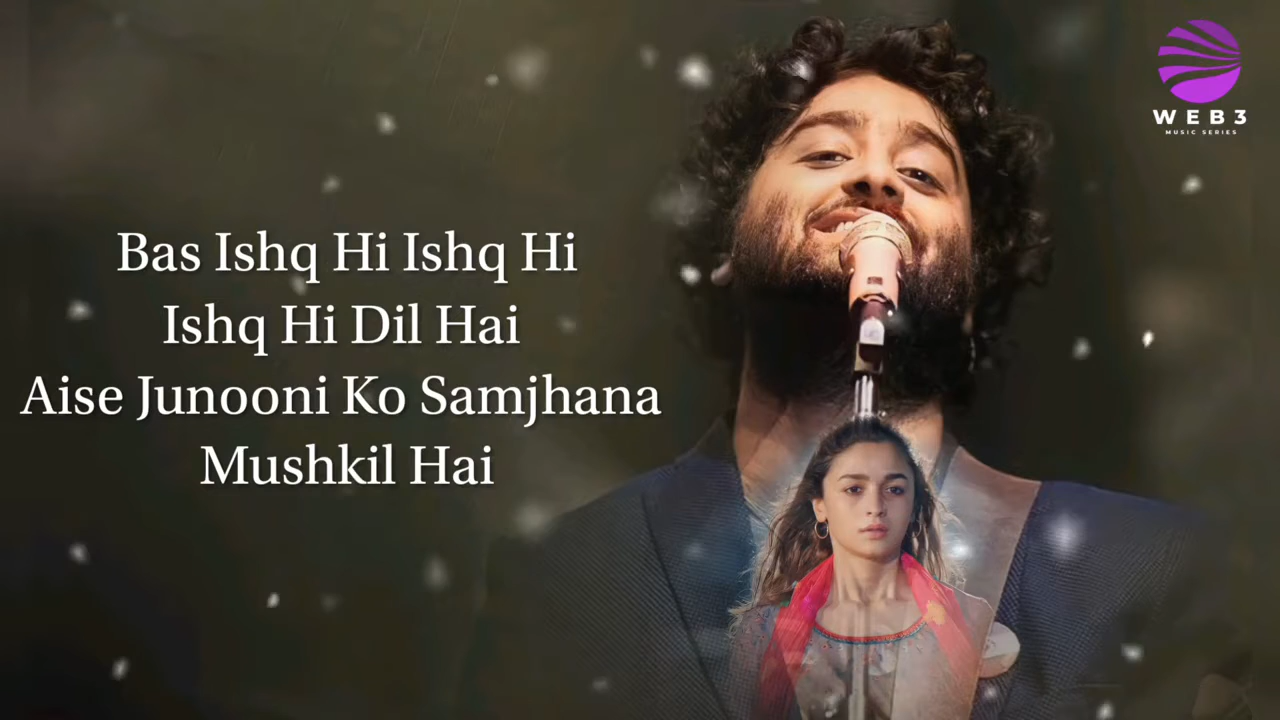 WEB3
MUSIC SERIES
Bas Ishq Hi Ishq Hi
Ishq Hi Dil Hai
Aise Junooni Ko Samjhana
Mushkil Hai